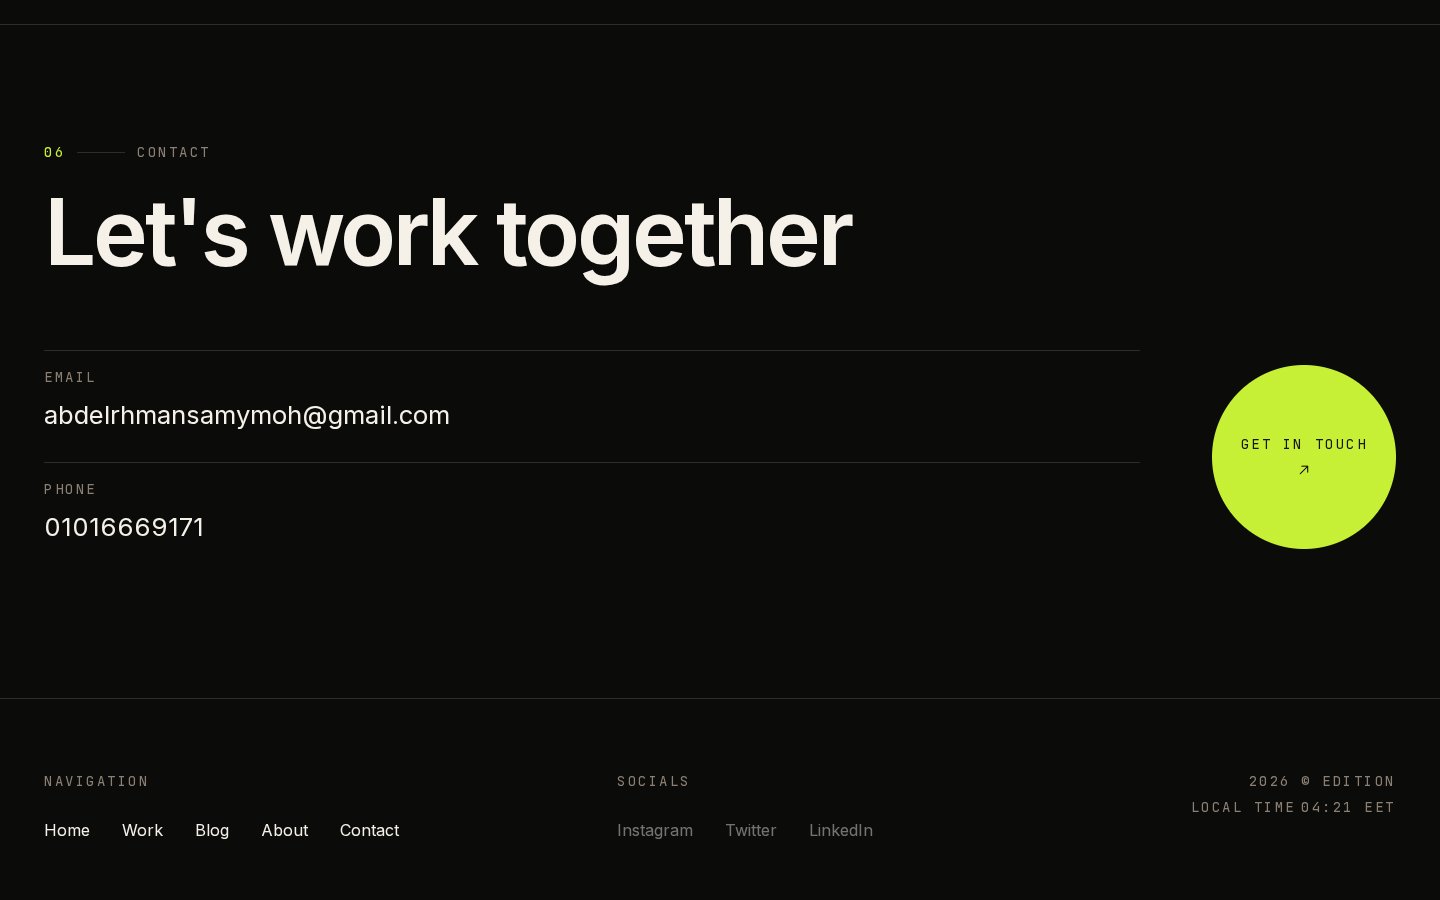 06 CONTACT
Let's work together
EMAIL
abdelrhmansamymoh@gmail.com
PHONE
01016669171
GET IN TOUCH
↗
NAVIGATION
Home Work Blog About Contact
SOCIALS
Instagram Twitter LinkedIn
2026 © EDITION
LOCAL TIME 04:21 EET